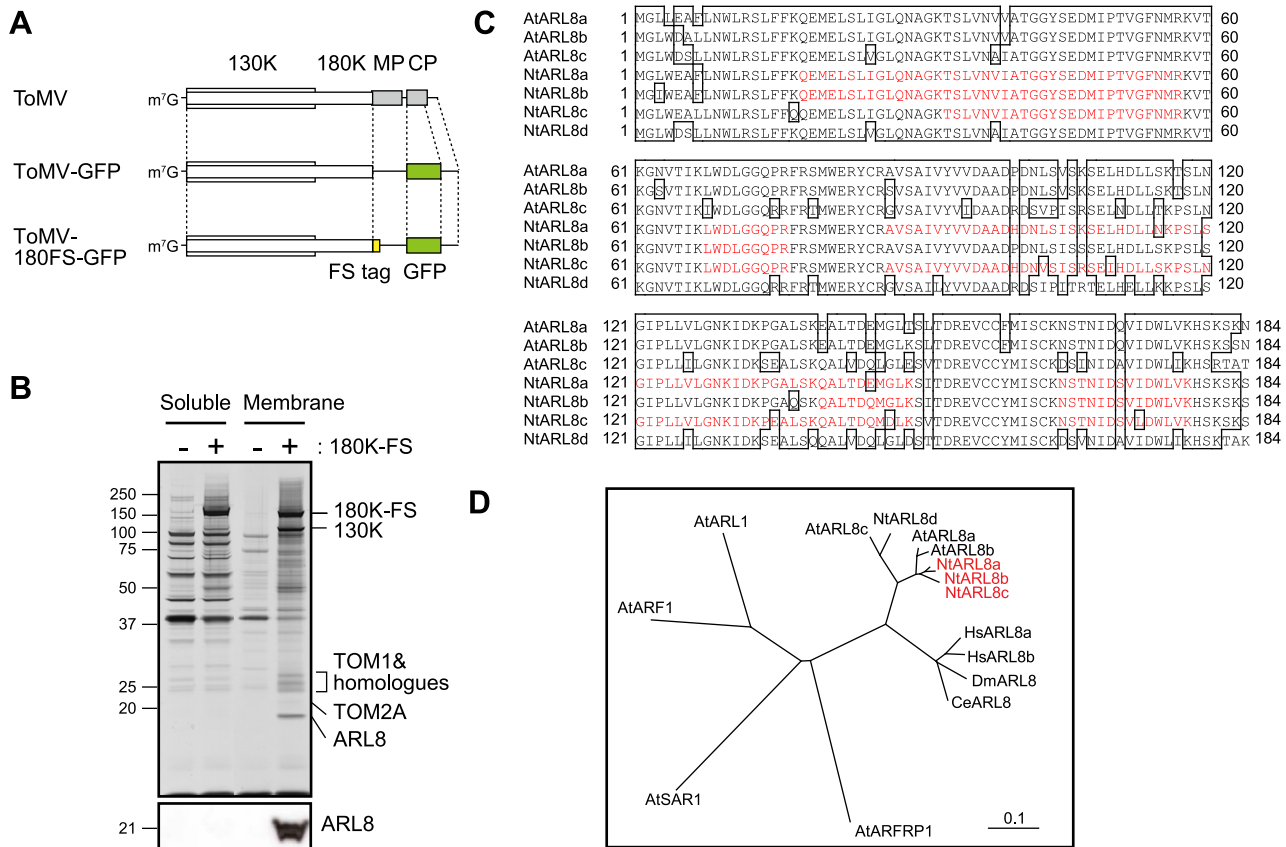 A
130K 180K MP CP
ToMV m⁷G
ToMV-GFP m⁷G
ToMV-
180FS-GFP m⁷G
FS tag GFP
B
Soluble Membrane
- + - + : 180K-FS
250
150
100
75
50
37
25
20
180K-FS
130K
TOM1&
homologues
TOM2A
ARL8
21 ARL8
C
AtARL8a 1 MGLLEAFLNWLRSLFFKQEMELSLIGLQNAGKTSLVNVVATGGYSEDMIPTVGFNMRKVT 60
AtARL8b 1 MGLWDALLNWLRSLFFKQEMELSLIGLQNAGKTSLVNVVATGGYSEDMIPTVGFNMRKVT 60
AtARL8c 1 MGLWDSLLNWLRSLFFKQEMELSLVGLQNAGKTSLVNAIATGGYSEDMIPTVGFNMRKVT 60
NtARL8a 1 MGLWEAFLNWLRSLFFKQEMELSLIGLQNAGKTSLVNVIATGGYSEDMIPTVGFNMRKVT 60
NtARL8b 1 MGIWEAFLNWLRSLFFKQEMELSLIGLQNAGKTSLVNVIATGGYSEDMIPTVGFNMRKVT 60
NtARL8c 1 MGLWEALLNWLRSLFFQQEMELSLIGLQNAGKTSLVNVIATGGYSEDMIPTVGFNMRKVT 60
NtARL8d 1 MGLWDSLLNWLRSLFFKQEMELSLVGLQNAGKTSLVNAIATGGYSEDMIPTVGFNMRKVT 60
AtARL8a 61 KGNVTIKLWDLGGQPRFRSMWERYCRAVSAIVYVVDAADPDNLSVSKSELHDLLSKTSLN 120
AtARL8b 61 KGSVTIKLWDLGGQPRFRSMWERYCRSVSAIVYVVDAADPDNLSVSKSELHDLLSKTSLN 120
AtARL8c 61 KGNVTIKIWDLGGQRRFRTMWERYCRGVSAIVYVIDAADRDSVPISRSELNDLLTKPSLN 120
NtARL8a 61 KGNVTIKLWDLGGQPRFRSMWERYCRAVSAIVYVVDAADHDNLSISKSELHDLLNKPSLS 120
NtARL8b 61 KGNVTIKLWDLGGQPRFRSMWERYCRAVSAIVYVVDAADPDNLSISKSELHDLLSKPSLN 120
NtARL8c 61 KGNVTIKLWDLGGQPRFRSMWERYCRAVSAIVYVVDAADHDNVSISRSELIDLLSKPSLN 120
NtARL8d 61 KGNVTIKLWDLGGQRRFRTMWERYCRGVSAILYVVDAADRDSIPITRTELHELLKKPSLS 120
AtARL8a 121 GIPLLVLGNKIDKPGALSKEALTDEMGLTSLTDREVCCFMISCKNSTNIDQVIDWLVKHSKSKN 184
AtARL8b 121 GIPLLVLGNKIDKPGALSKEALTDEMGLKSLTDREVCCFMISCKNSTNIDQVIDWLVKHSKSSN 184
AtARL8c 121 GIPLLILGNKIDKSEALSKQALVDQLGLESVTDREVCCYMISCKDSINIDAVIDWLIKHSRTAT 184
NtARL8a 121 GIPLLVLGNKIDKPGALSKQALTDEMGLKSITDREVCCYMISCKNSTNIDSVIDWLVKHSKSKS 184
NtARL8b 121 GIPLLVLGNKIDKPGAQSKQALTDQMGLKSITDREVCCYMISCKNSTNIDSVIDWLVKHSKSKS 184
NtARL8c 121 GIPLLVLGNKIDKPEALSKQALTDQMDLKSITDREVCCYMISCKNSTNIDSVLDWLVKHSKSKS 184
NtARL8d 121 GIPLLILGNKIDKSEALSQQALVDQLGLDSTTDREVCCYMISCKDSVNIDAVIDWLIKHSKTAK 184
D
AtARL1
AtARL8c
NtARL8d
AtARL8a
AtARL8b
NtARL8a
NtARL8b
NtARL8c
AtARF1
HsARL8a
HsARL8b
DmARL8
CeARL8
AtSAR1
AtARFRP1
0.1